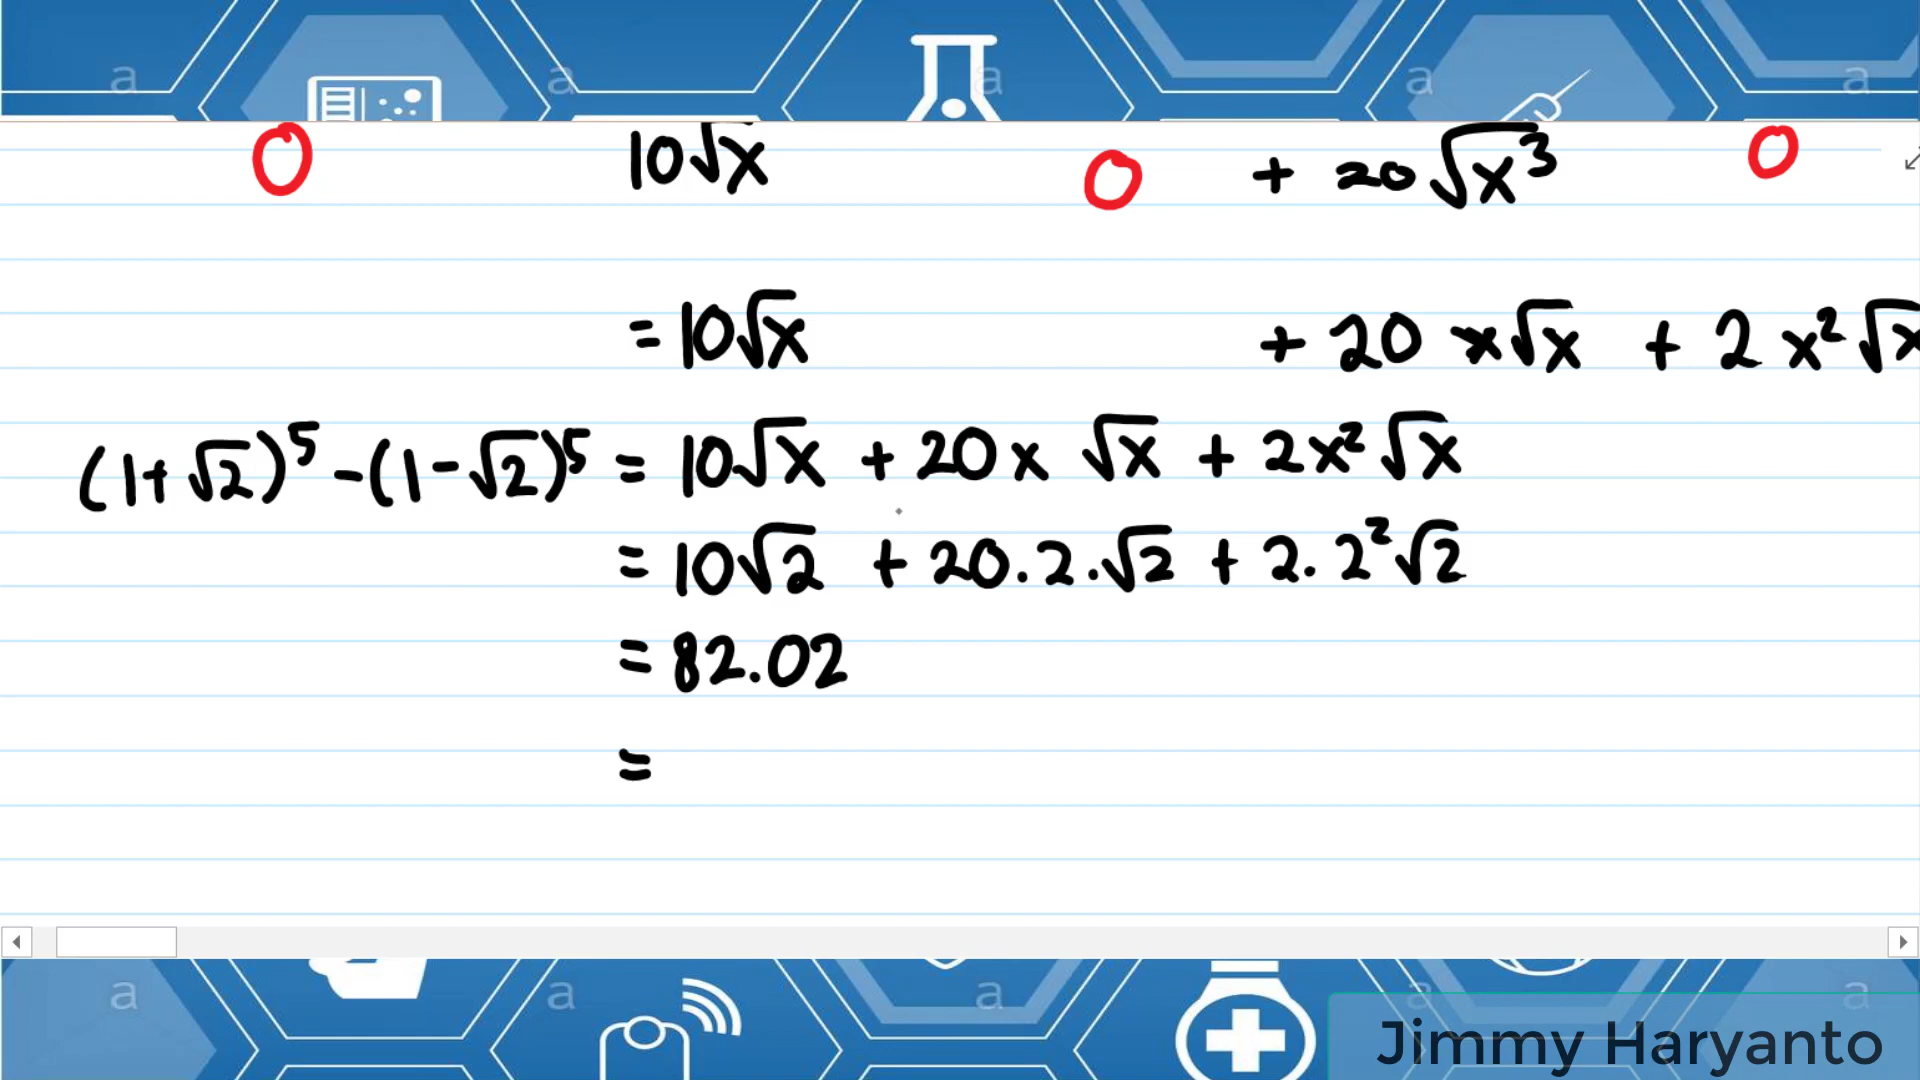 0 10√x 0 + 20√x³ 0
= 10√x + 20 x√x + 2 x²√x
(1+√2)⁵ -(1-√2)⁵ = 10√x + 20x √x + 2x²√x
= 10√2 + 20.2.√2 + 2.2²√2
= 82.02
=
Jimmy Haryanto
a a a a a
a a a a